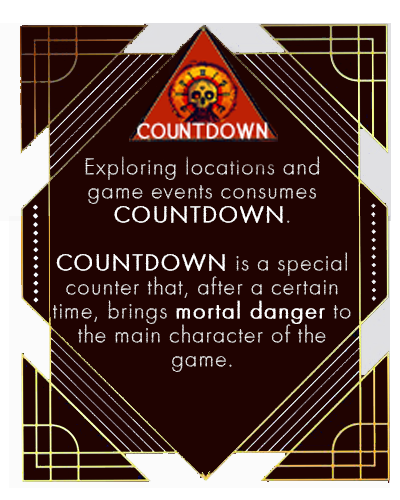 COUNTDOWN
Exploring locations and
game events consumes
COUNTDOWN.
COUNTDOWN is a special
counter that, after a certain
time, brings mortal danger to
the main character of the
game.